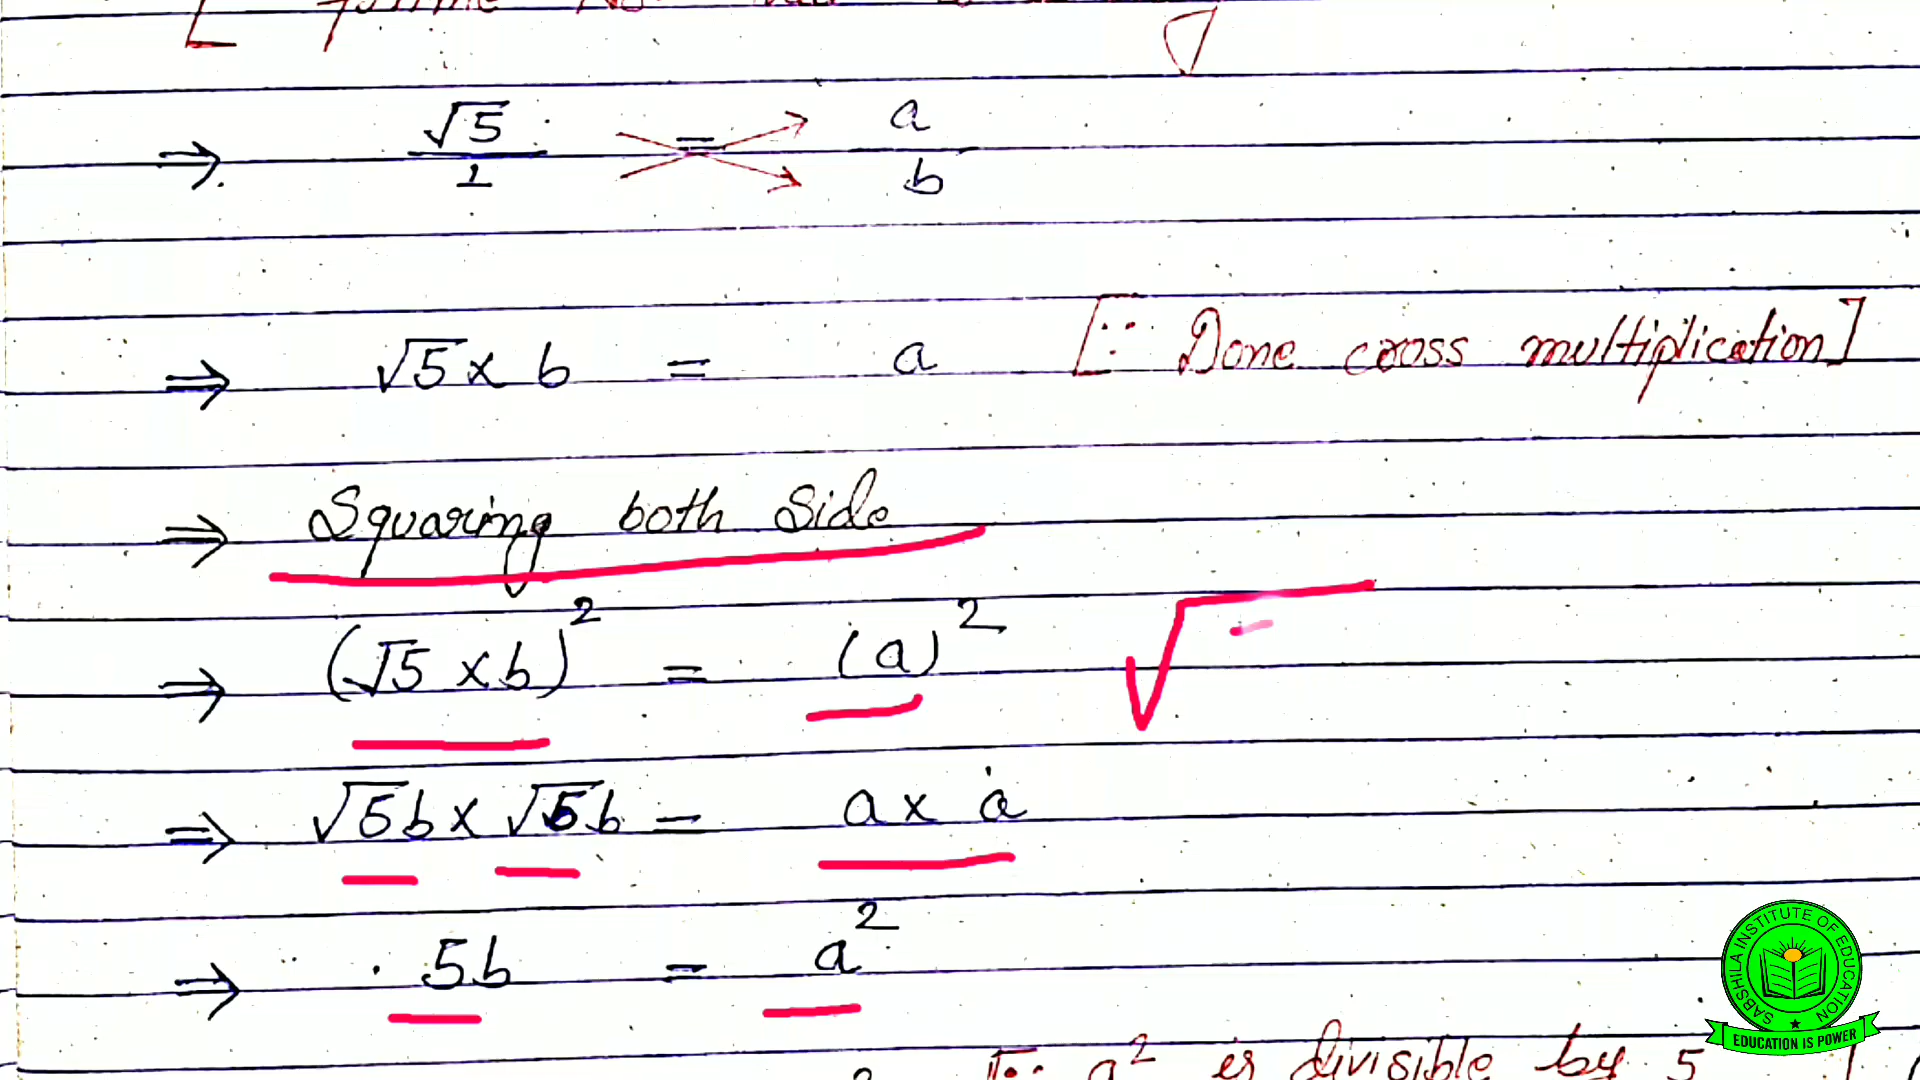 ⇒ √5/1 = a/b
⇒ √5 x b = a [∵ Done cross multiplication]
⇒ Squaring both Side
⇒ (√5 x b)² = (a)² √
⇒ √5b x √5b = a x a
⇒ 5b = a²
[∵ a² is divisible by 5
SABSHILA INSTITUTE OF EDUCATION
EDUCATION IS POWER